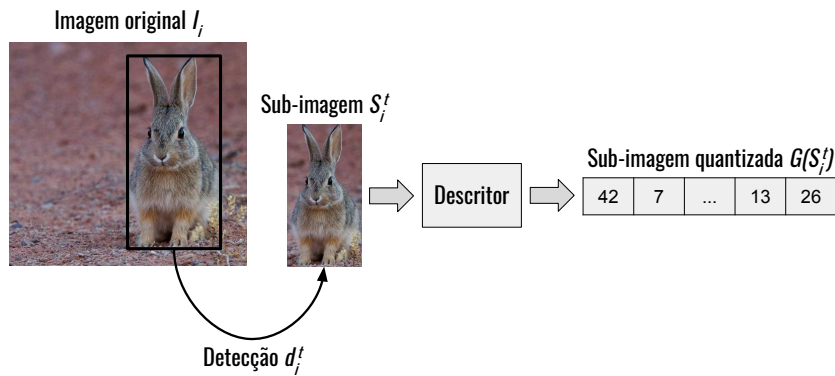 Imagem original I_i
Sub-imagem S_i^t
Descritor
Sub-imagem quantizada G(S_i^t)
42 7 ... 13 26
Detecção d_i^t